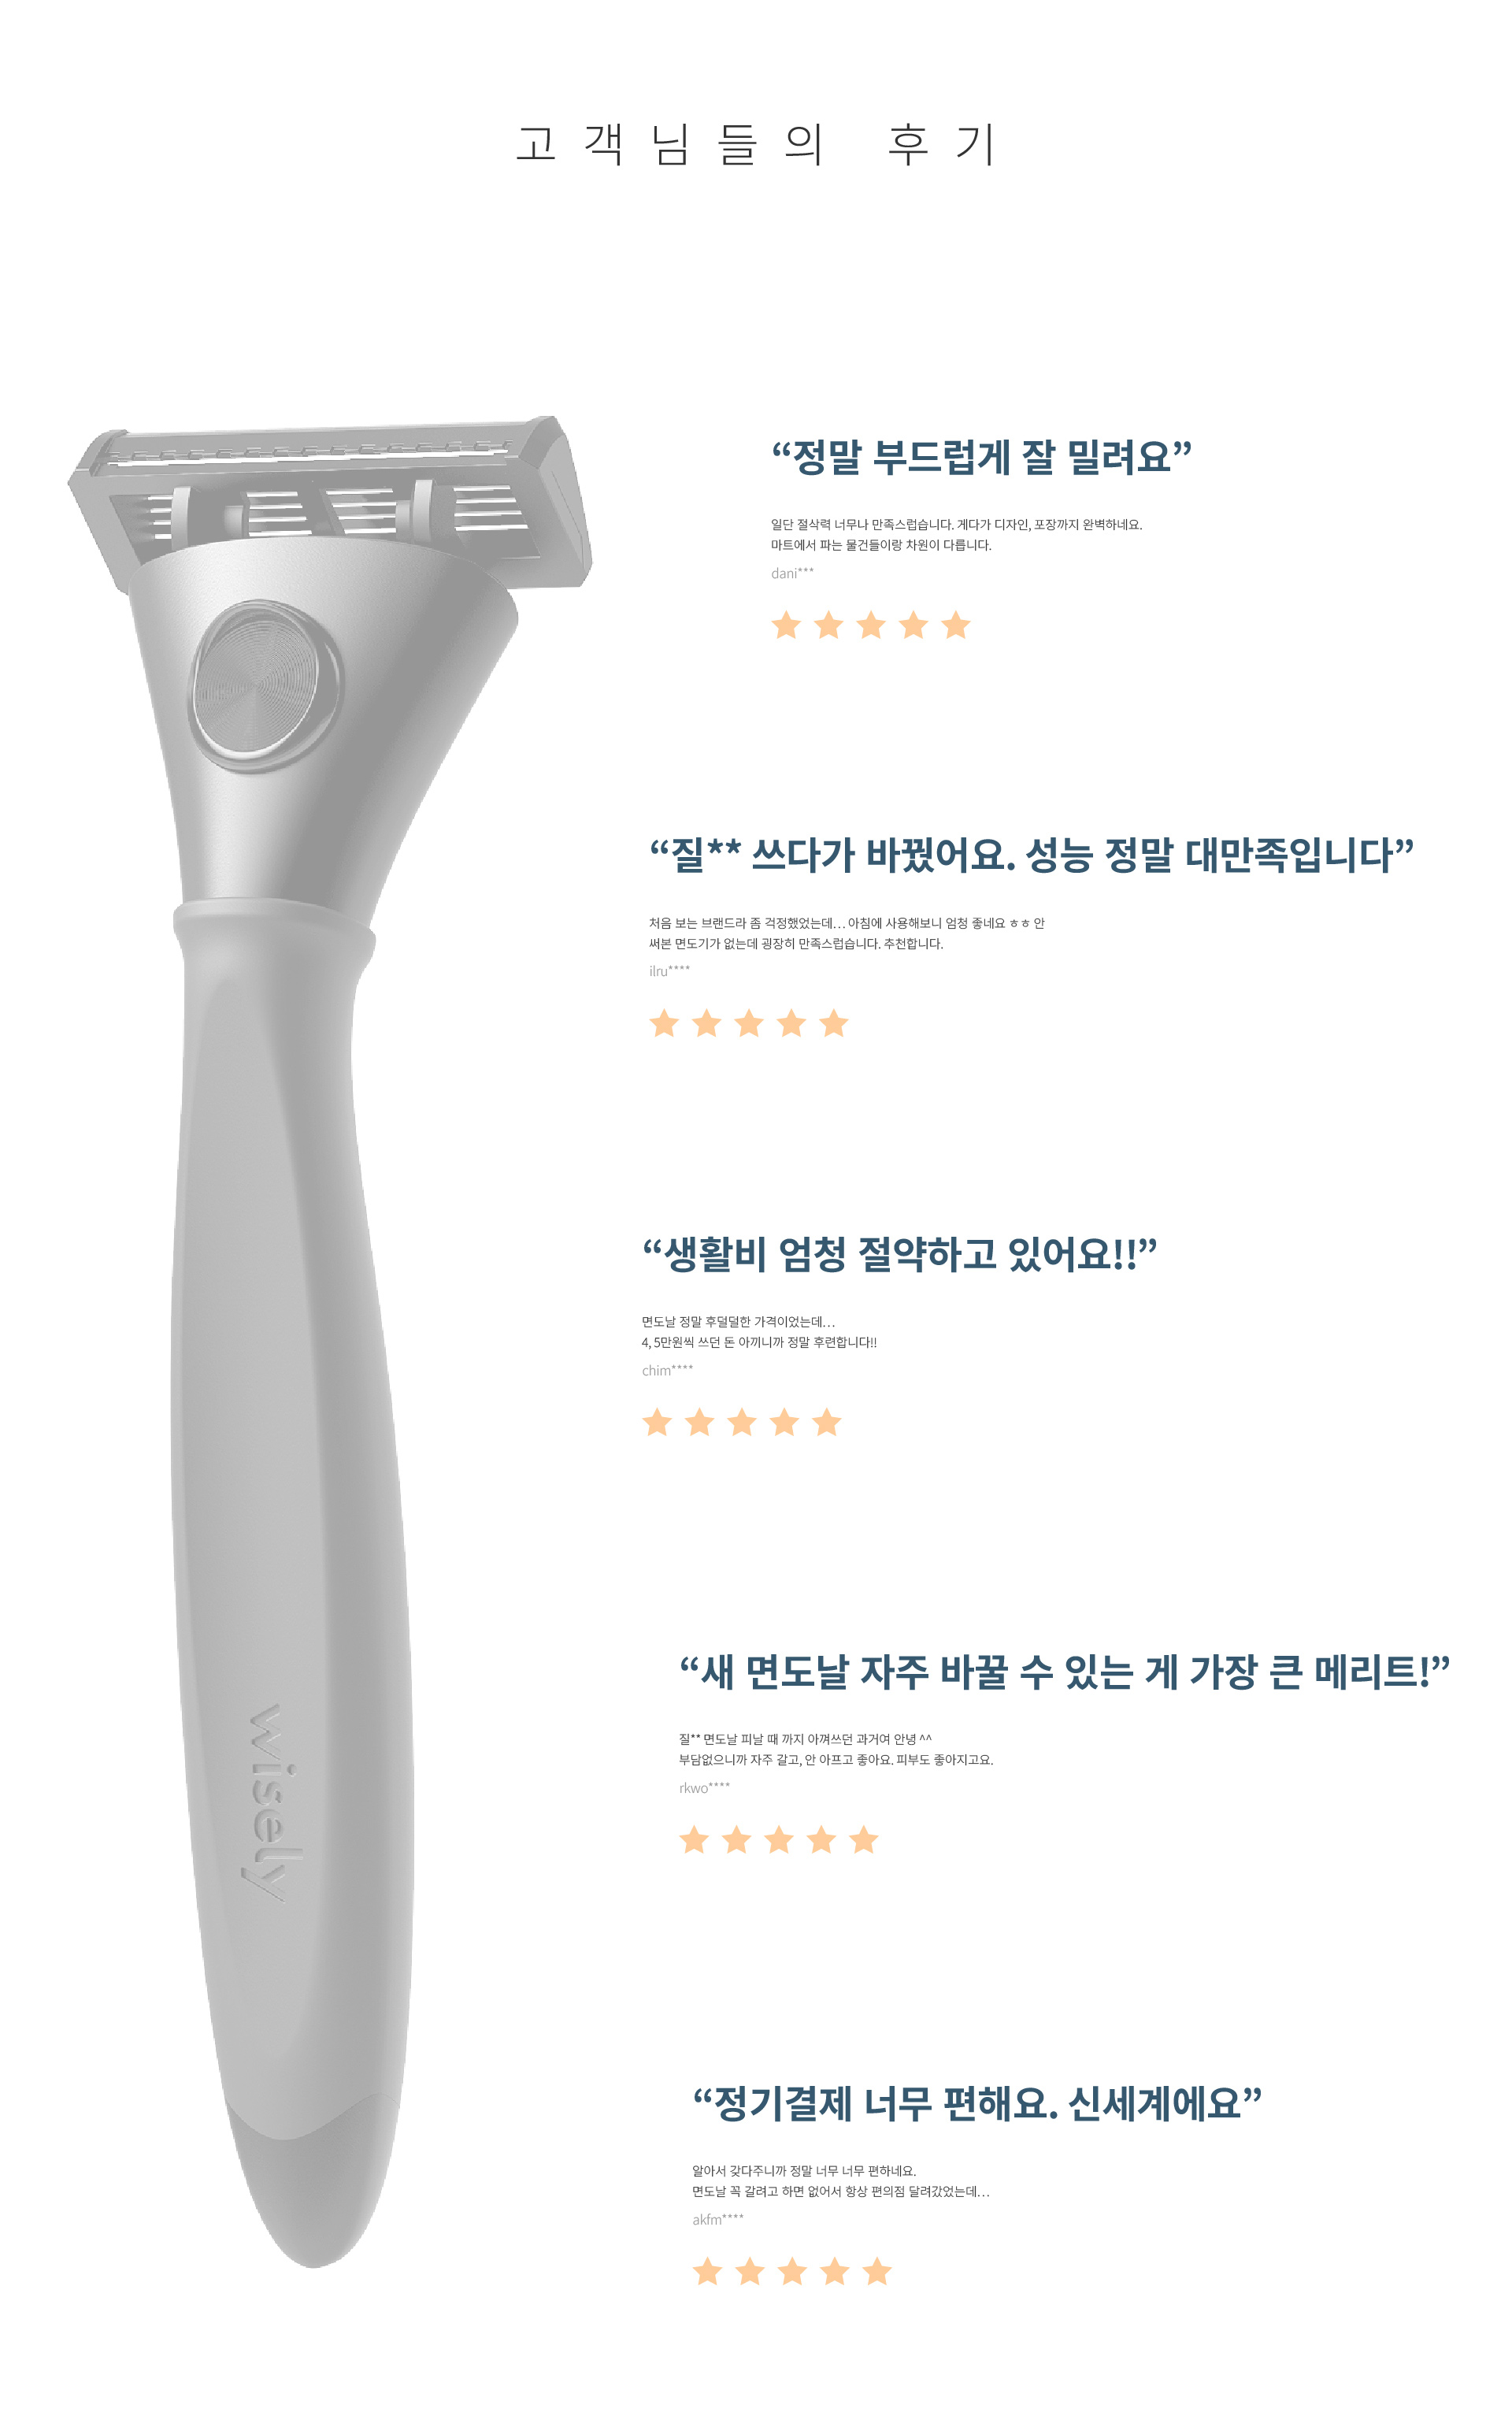 고객님들의 후기
“정말 부드럽게 잘 밀려요”
일단 절삭력 너무나 만족스럽습니다. 게다가 디자인, 포장까지 완벽하네요.
마트에서 파는 물건들이랑 차원이 다릅니다.
dani***
“질** 쓰다가 바꿨어요. 성능 정말 대만족입니다”
처음 보는 브랜드라 좀 걱정했었는데... 아침에 사용해보니 엄청 좋네요 ㅎㅎ 안
써본 면도기가 없는데 굉장히 만족스럽습니다. 추천합니다.
ilru****
“생활비 엄청 절약하고 있어요!!”
면도날 정말 후덜덜한 가격이었는데...
4, 5만원씩 쓰던 돈 아끼니까 정말 후련합니다!!
chim****
“새 면도날 자주 바꿀 수 있는 게 가장 큰 메리트!”
질** 면도날 피날 때 까지 아껴쓰던 과거여 안녕 ^^
부담없으니까 자주 갈고, 안 아프고 좋아요. 피부도 좋아지고요.
rkwo****
wisely
“정기결제 너무 편해요. 신세계에요”
알아서 갖다주니까 정말 너무 너무 편하네요.
면도날 꼭 갈려고 하면 없어서 항상 편의점 달려갔었는데...
akfm****